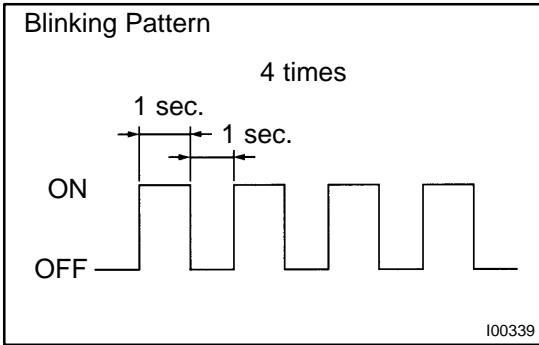 Blinking Pattern
4 times
1 sec.
1 sec.
ON
OFF
I00339